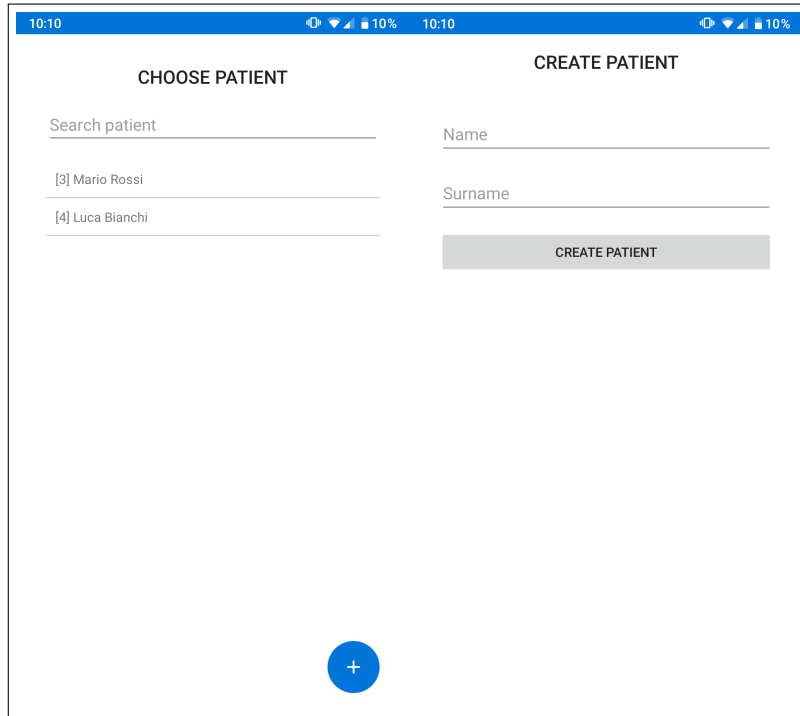 10:10 10%
CHOOSE PATIENT
Search patient
[3] Mario Rossi
[4] Luca Bianchi
+
10:10 10%
CREATE PATIENT
Name
Surname
CREATE PATIENT